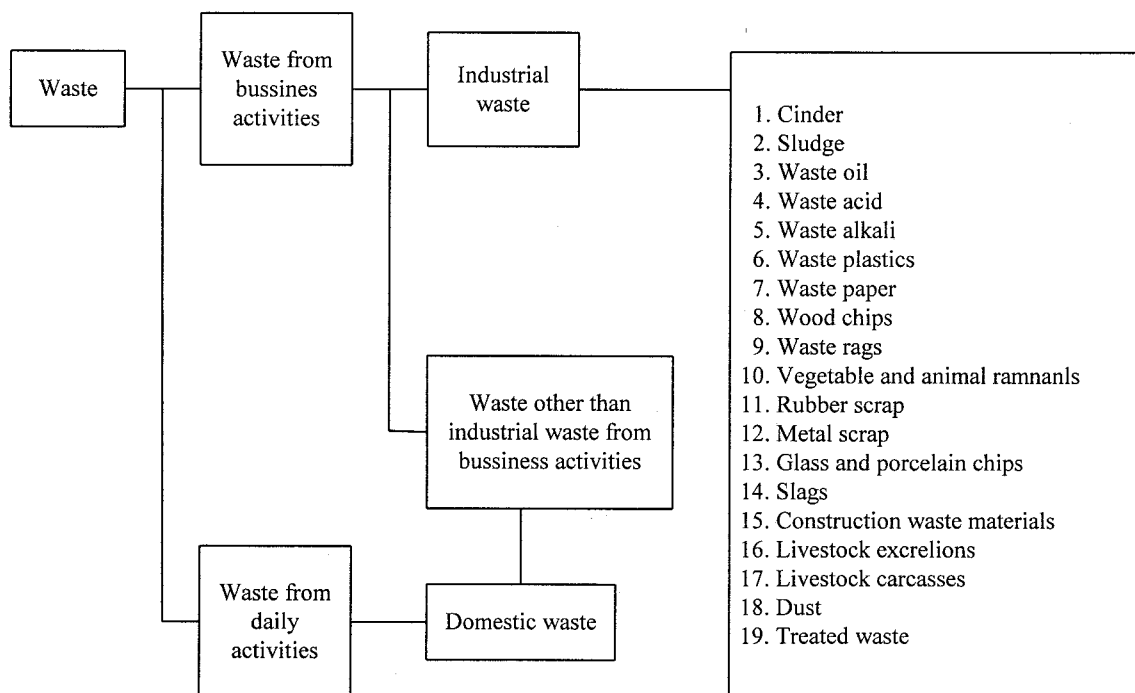 Waste
Waste from
bussines
activities
Industrial
waste
1. Cinder
2. Sludge
3. Waste oil
4. Waste acid
5. Waste alkali
6. Waste plastics
7. Waste paper
8. Wood chips
9. Waste rags
10. Vegetable and animal ramnanls
11. Rubber scrap
12. Metal scrap
13. Glass and porcelain chips
14. Slags
15. Construction waste materials
16. Livestock excrelions
17. Livestock carcasses
18. Dust
19. Treated waste
Waste other than
industrial waste from
bussiness activities
Waste from
daily
activities
Domestic waste